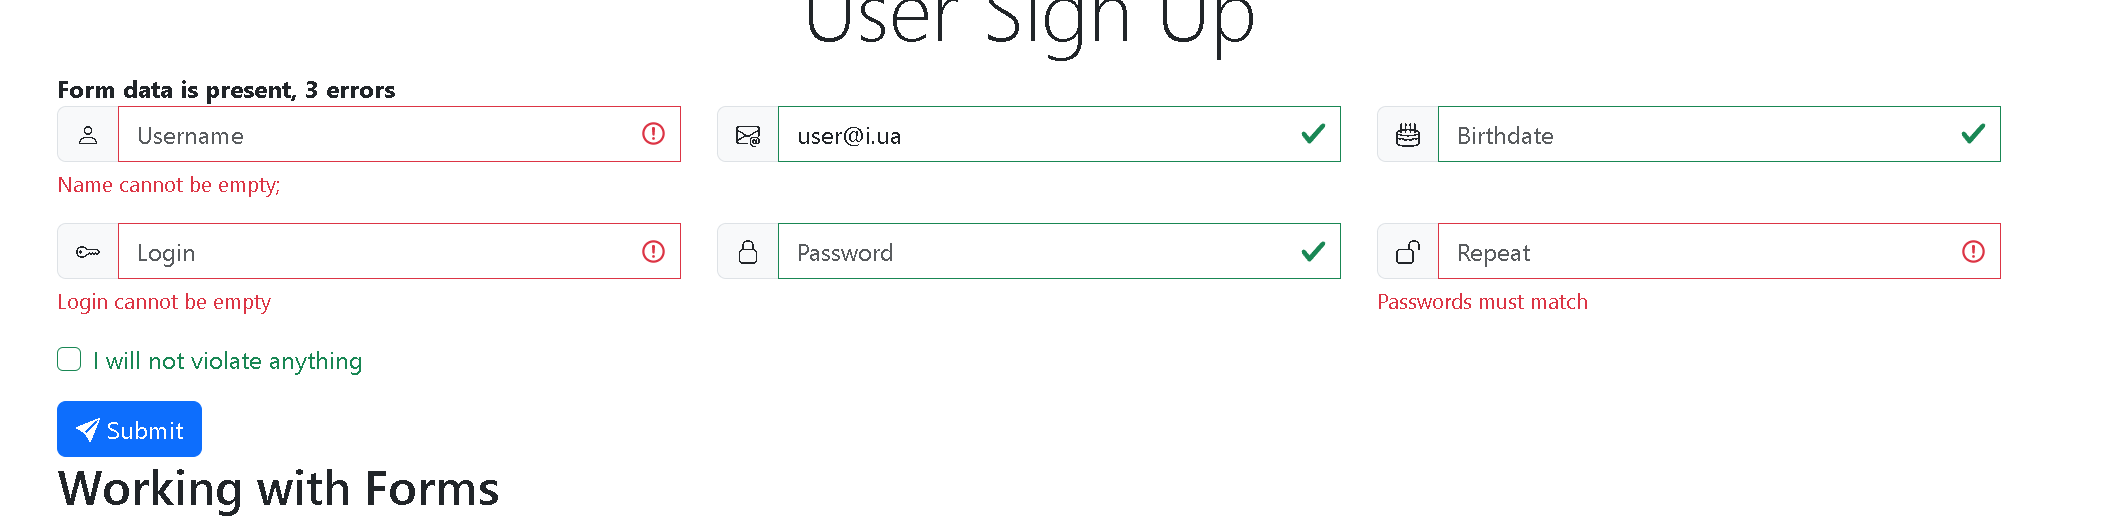 User Sign Up
Form data is present, 3 errors
Username
user@i.ua
Birthdate
Name cannot be empty;
Login
Password
Repeat
Login cannot be empty
Passwords must match
I will not violate anything
Submit
Working with Forms